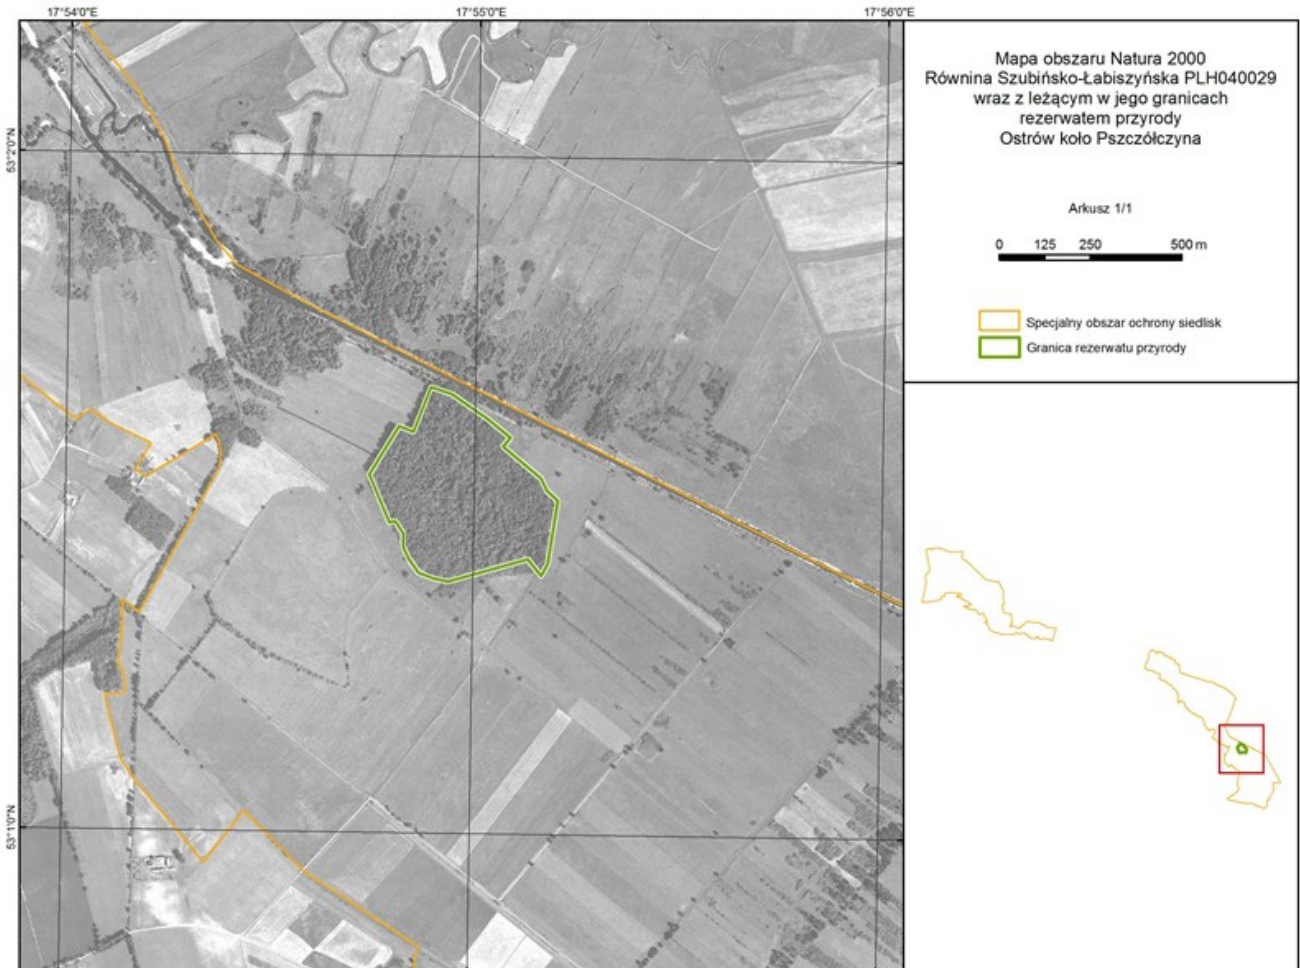 17°54'0"E
17°55'0"E
17°56'0"E
53°2'0"N
53°1'0"N
Mapa obszaru Natura 2000
Równina Szubińsko-Łabiszyńska PLH040029
wraz z leżącym w jego granicach
rezerwatem przyrody
Ostrów koło Pszczółczyna
Arkusz 1/1
0 125 250 500 m
Specjalny obszar ochrony siedlisk
Granica rezerwatu przyrody